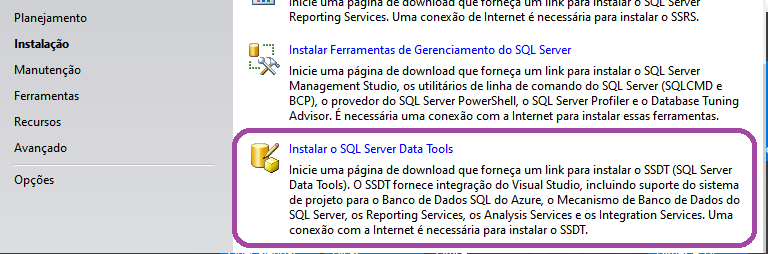 Planejamento
Instalação
Manutenção
Ferramentas
Recursos
Avançado
Opções
Inicie uma página de download que forneça um link para instalar o SQL Server
Reporting Services. Uma conexão de Internet é necessária para instalar o SSRS.
Instalar Ferramentas de Gerenciamento do SQL Server
Inicie uma página de download que forneça um link para instalar o SQL Server
Management Studio, os utilitários de linha de comando do SQL Server (SQLCMD e
BCP), o provedor do SQL Server PowerShell, o SQL Server Profiler e o Database Tuning
Advisor. É necessária uma conexão com a Internet para instalar essas ferramentas.
Instalar o SQL Server Data Tools
Inicie uma página de download que forneça um link para instalar o SSDT (SQL Server
Data Tools). O SSDT fornece integração do Visual Studio, incluindo suporte do sistema
de projeto para o Banco de Dados SQL do Azure, o Mecanismo de Banco de Dados do
SQL Server, os Reporting Services, os Analysis Services e os Integration Services. Uma
conexão com a Internet é necessária para instalar o SSDT.